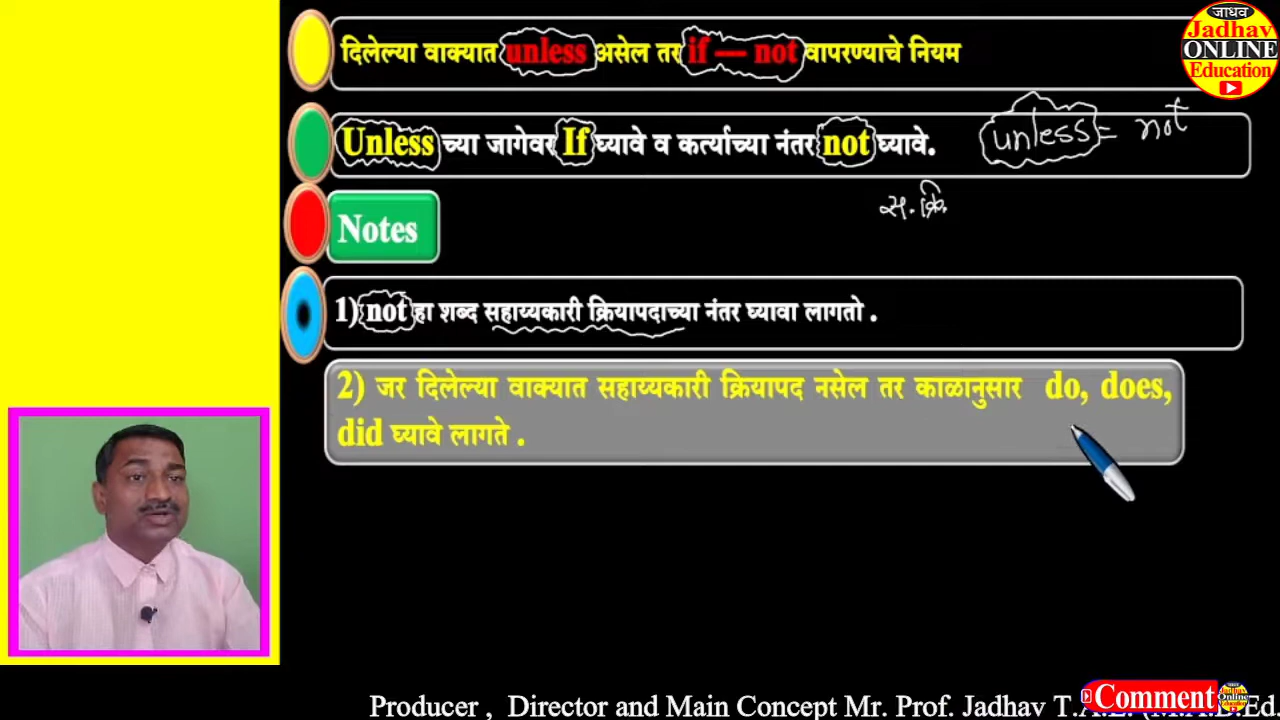 दिलेल्या वाक्यात unless असेल तर if — not वापरण्याचे नियम
जाधव
Jadhav
ONLINE
Education
Unless च्या जागेवर If घ्यावे व कर्त्याच्या नंतर not घ्यावे.
unless = not
स. क्रि.
Notes
1) not हा शब्द सहाय्यकारी क्रियापदाच्या नंतर घ्यावा लागतो .
2) जर दिलेल्या वाक्यात सहाय्यकारी क्रियापद नसेल तर काळानुसार do, does,
did घ्यावे लागते .
Comment
Producer , Director and Main Concept Mr. Prof. Jadhav